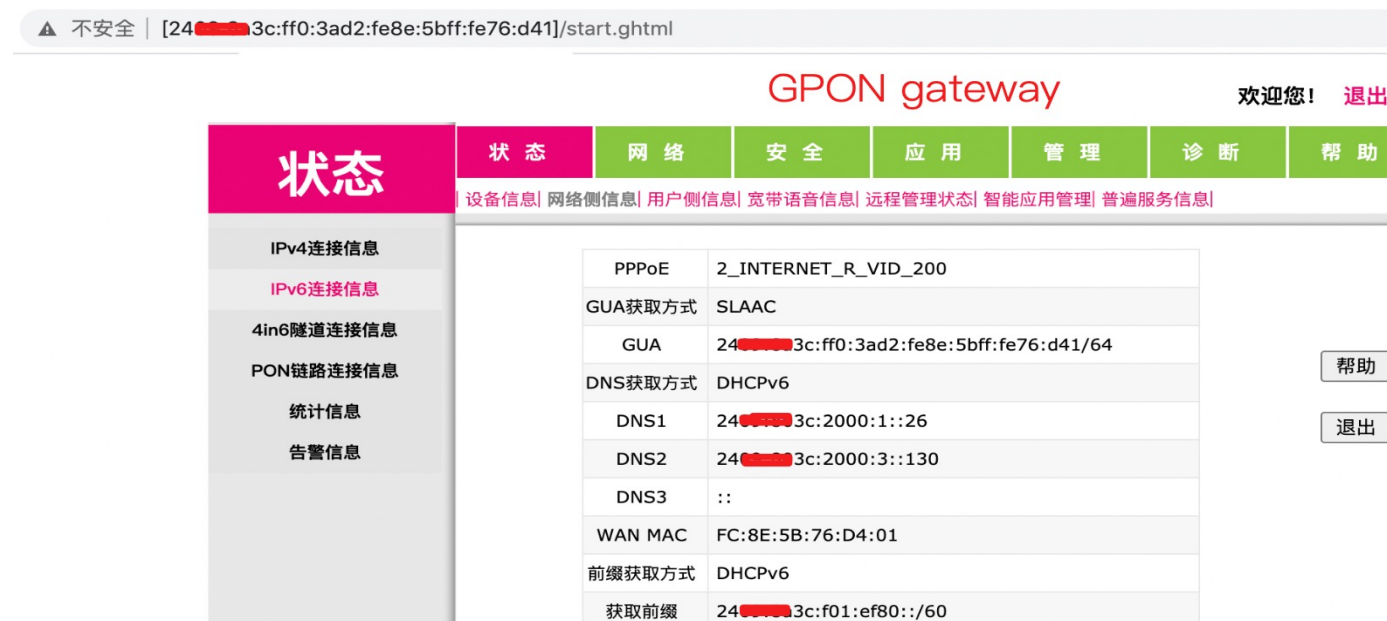 不安全 | [24 3c:ff0:3ad2:fe8e:5bff:fe76:d41]/start.ghtml
GPON gateway
欢迎您! 退出
状态
状态 网络 安全 应用 管理 诊断 帮助
| 设备信息| 网络侧信息| 用户侧信息| 宽带语音信息| 远程管理状态| 智能应用管理| 普遍服务信息|
IPv4连接信息
IPv6连接信息
4in6隧道连接信息
PON链路连接信息
统计信息
告警信息
PPPoE 2_INTERNET_R_VID_200
GUA获取方式 SLAAC
GUA 24 3c:ff0:3ad2:fe8e:5bff:fe76:d41/64
DNS获取方式 DHCPv6
DNS1 24 3c:2000:1::26
DNS2 24 3c:2000:3::130
DNS3 ::
WAN MAC FC:8E:5B:76:D4:01
前缀获取方式 DHCPv6
获取前缀 24 3c:f01:ef80::/60
帮助
退出